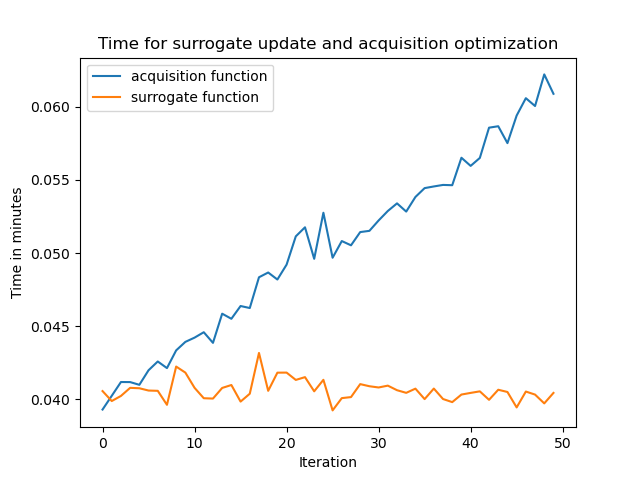 Time for surrogate update and acquisition optimization
acquisition function
surrogate function
0.060
0.055
0.050
0.045
0.040
Time in minutes
0 10 20 30 40 50
Iteration